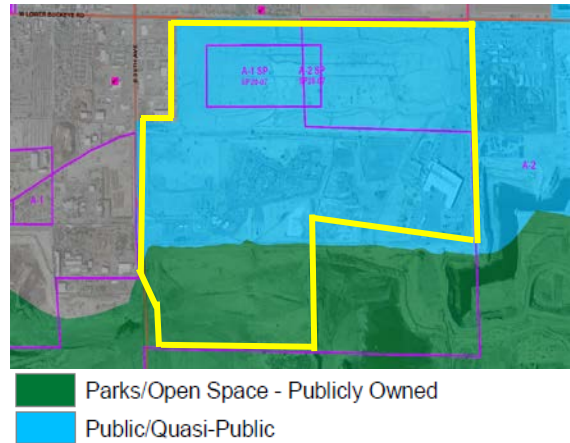 W LOWER BUCKEYE RD
A-1 SP
A-2 SP
A-2
A-1
Parks/Open Space - Publicly Owned
Public/Quasi-Public